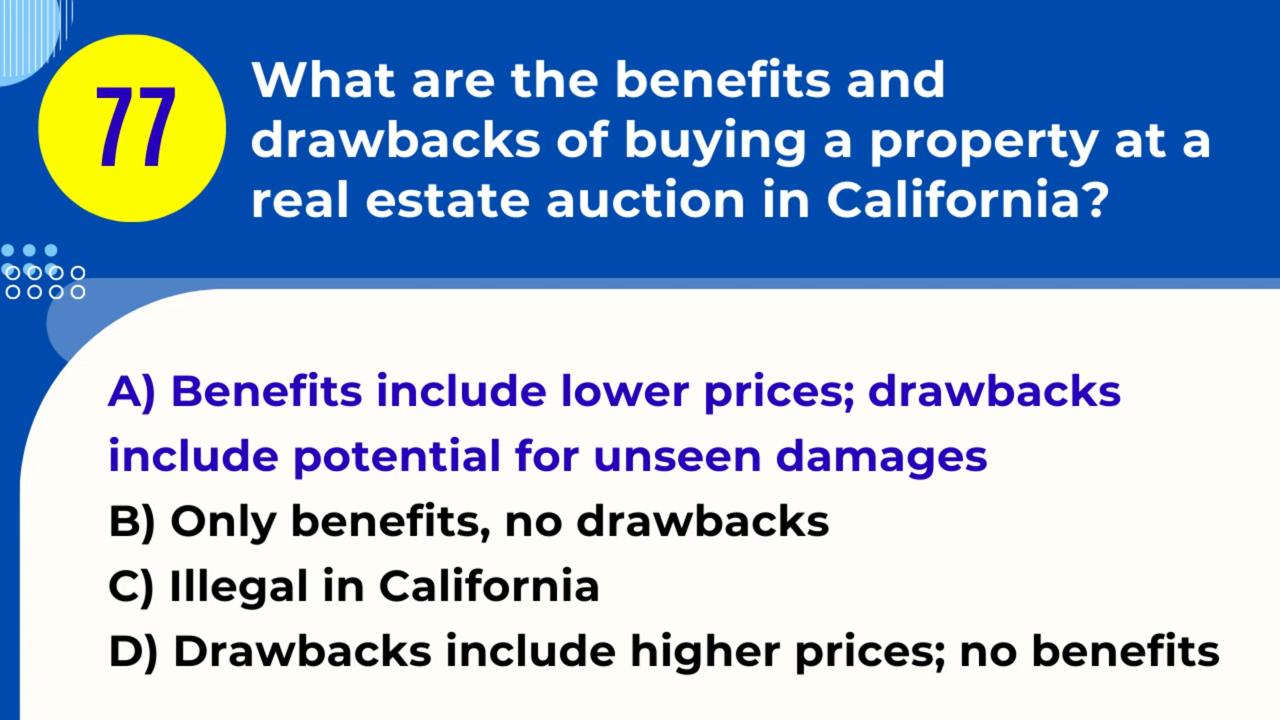 77
What are the benefits and
drawbacks of buying a property at a
real estate auction in California?
A) Benefits include lower prices; drawbacks
include potential for unseen damages
B) Only benefits, no drawbacks
C) Illegal in California
D) Drawbacks include higher prices; no benefits